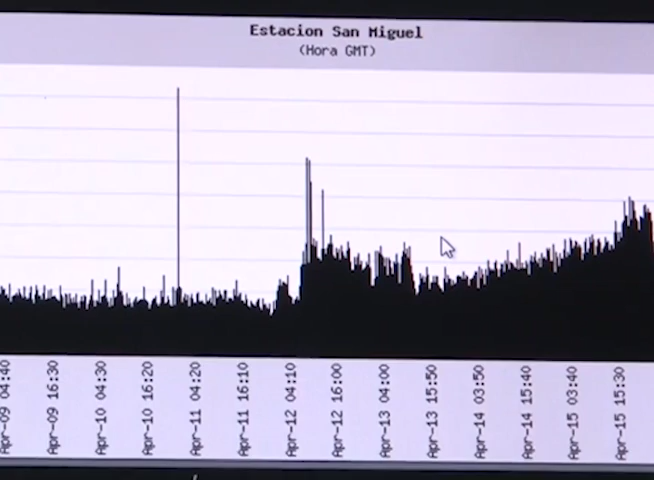 Estacion San Miguel
(Hora GMT)
Apr-09 04:40
Apr-09 16:30
Apr-10 04:30
Apr-10 16:20
Apr-11 04:20
Apr-11 16:10
Apr-12 04:10
Apr-12 16:00
Apr-13 04:00
Apr-13 15:50
Apr-14 03:50
Apr-14 15:40
Apr-15 03:40
Apr-15 15:30